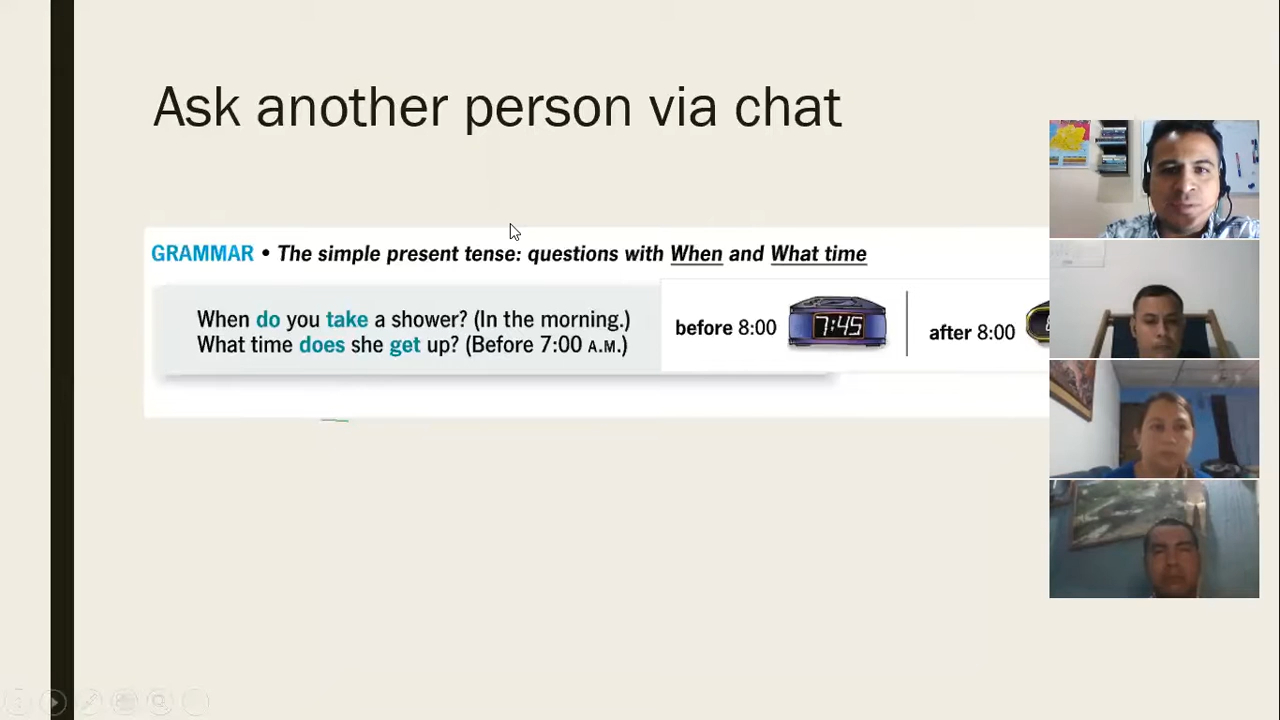 Ask another person via chat
GRAMMAR • The simple present tense: questions with When and What time
When do you take a shower? (In the morning.)
What time does she get up? (Before 7:00 A.M.)
before 8:00
7:45
after 8:00